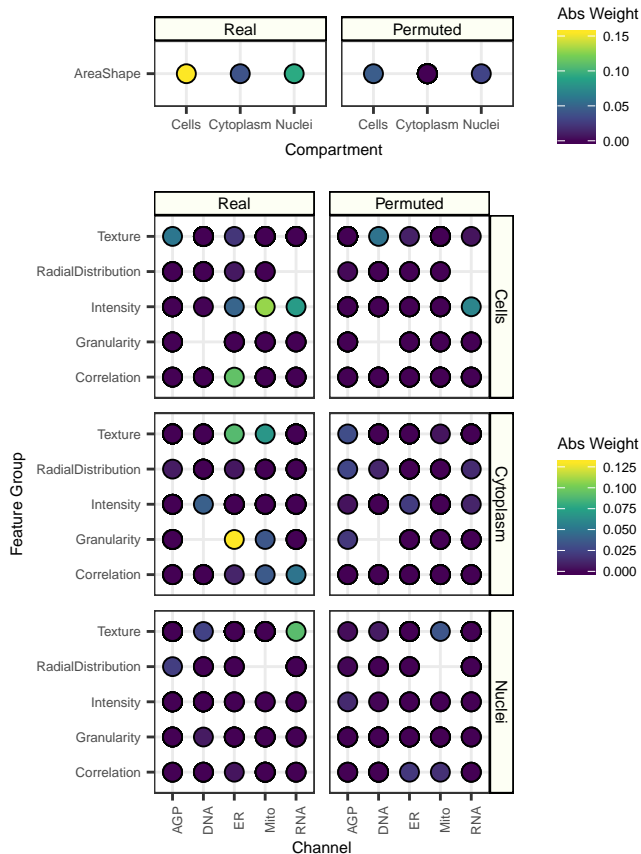 Real Permuted
AreaShape
Cells Cytoplasm Nuclei Cells Cytoplasm Nuclei
Compartment
Abs Weight
0.15
0.10
0.05
0.00
Real Permuted
Texture
RadialDistribution
Intensity
Granularity
Correlation
Cells
Texture
RadialDistribution
Intensity
Granularity
Correlation
Cytoplasm
Texture
RadialDistribution
Intensity
Granularity
Correlation
Nuclei
Feature Group
AGP DNA ER Mito RNA AGP DNA ER Mito RNA
Channel
Abs Weight
0.125
0.100
0.075
0.050
0.025
0.000